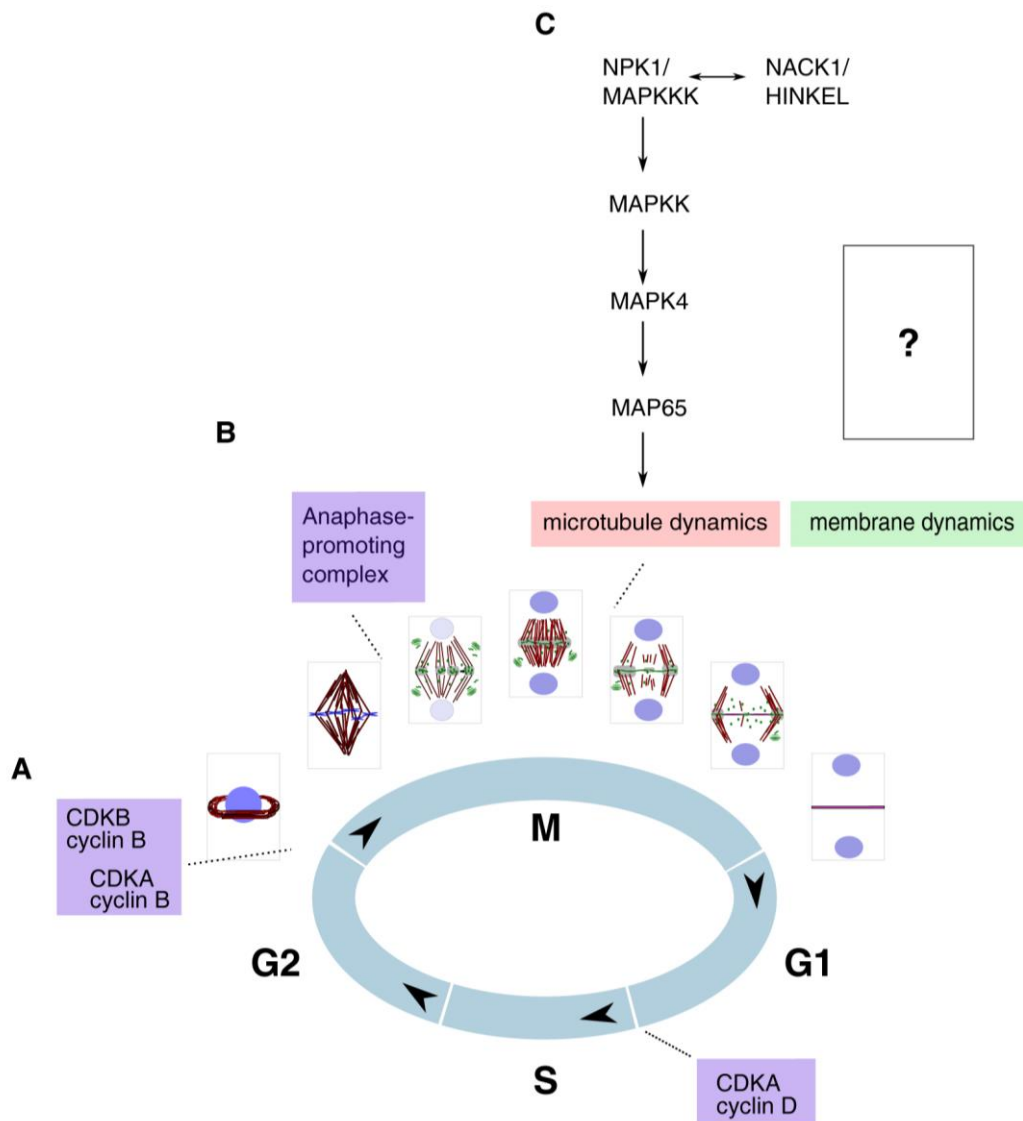 C
NPK1/
MAPKKK
NACK1/
HINKEL
MAPKK
MAPK4
?
MAP65
B
Anaphase-
promoting
complex
microtubule dynamics
membrane dynamics
A
CDKB
cyclin B
CDKA
cyclin B
M
G2
G1
S
CDKA
cyclin D